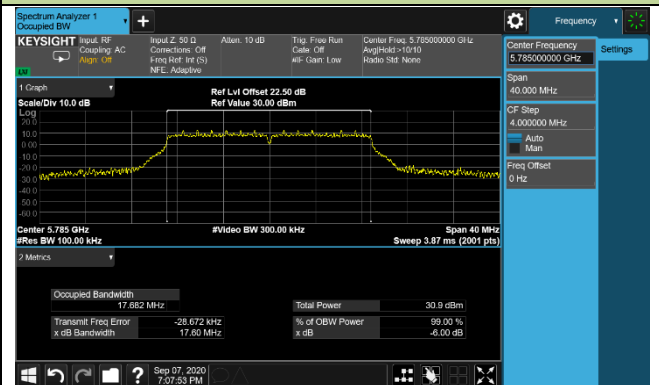 Spectrum Analyzer 1
Occupied BW
+
Frequency
KEYSIGHT
Input: RF
Coupling: AC
Align: Off
Input Z: 50 Ω
Corrections: Off
Freq Ref: Int (S)
NFE: Adaptive
Atten: 10 dB
Trig: Free Run
Gate: Off
#IF Gain: Low
Center Freq: 5.785000000 GHz
Avg|Hold:>10/10
Radio Std: None
Center Frequency
5.785000000 GHz
Settings
Span
40.000 MHz
CF Step
4.000000 MHz
Auto
Man
Freq Offset
0 Hz
1 Graph
Scale/Div 10.0 dB
Ref Lvl Offset 22.50 dB
Ref Value 30.00 dBm
Log
20.0
10.0
0.00
-10.0
-20.0
-30.0
-40.0
-50.0
-60.0
Center 5.785 GHz
#Video BW 300.00 kHz
Span 40 MHz
#Res BW 100.00 kHz
Sweep 3.87 ms (2001 pts)
2 Metrics
Occupied Bandwidth
17.682 MHz
Total Power 30.9 dBm
Transmit Freq Error -28.672 kHz
% of OBW Power 99.00 %
x dB Bandwidth 17.60 MHz
x dB -6.00 dB
?
Sep 07, 2020
7:07:53 PM